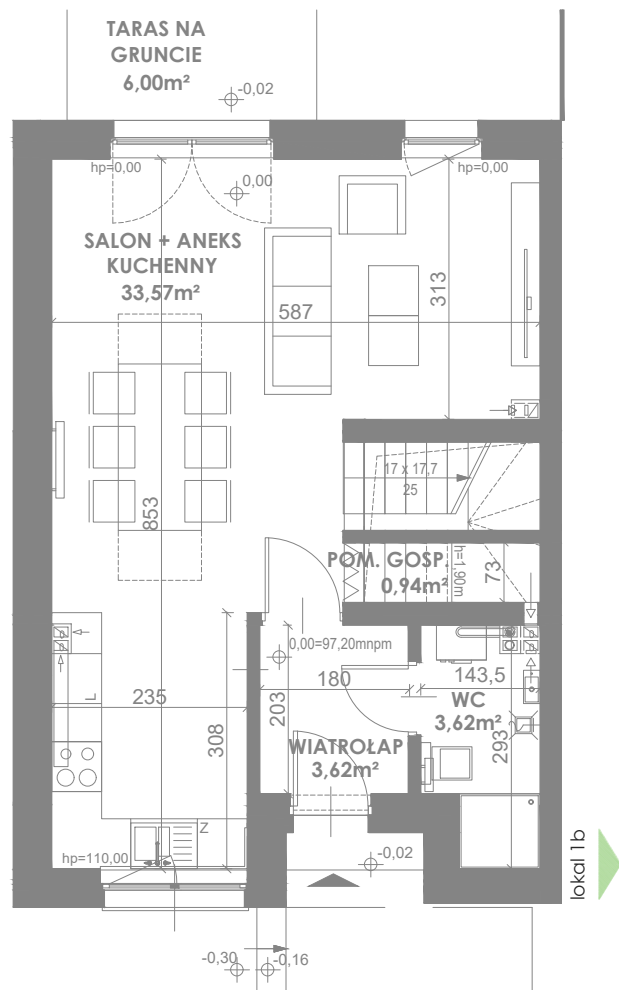 TARAS NA
GRUNCIE
6,00m²
-0,02
hp=0,00
hp=0,00
0,00
SALON + ANEKS
KUCHENNY
33,57m²
587
313
853
17 x 17,7
25
POM. GOSP.
0,94m²
h=1,90m
73
0,00=97,20mnpm
235
308
203
180
143,5
WC
3,62m²
293
WIATROŁAP
3,62m²
L
Z
hp=110,00
-0,02
lokal 1b
-0,30
-0,16